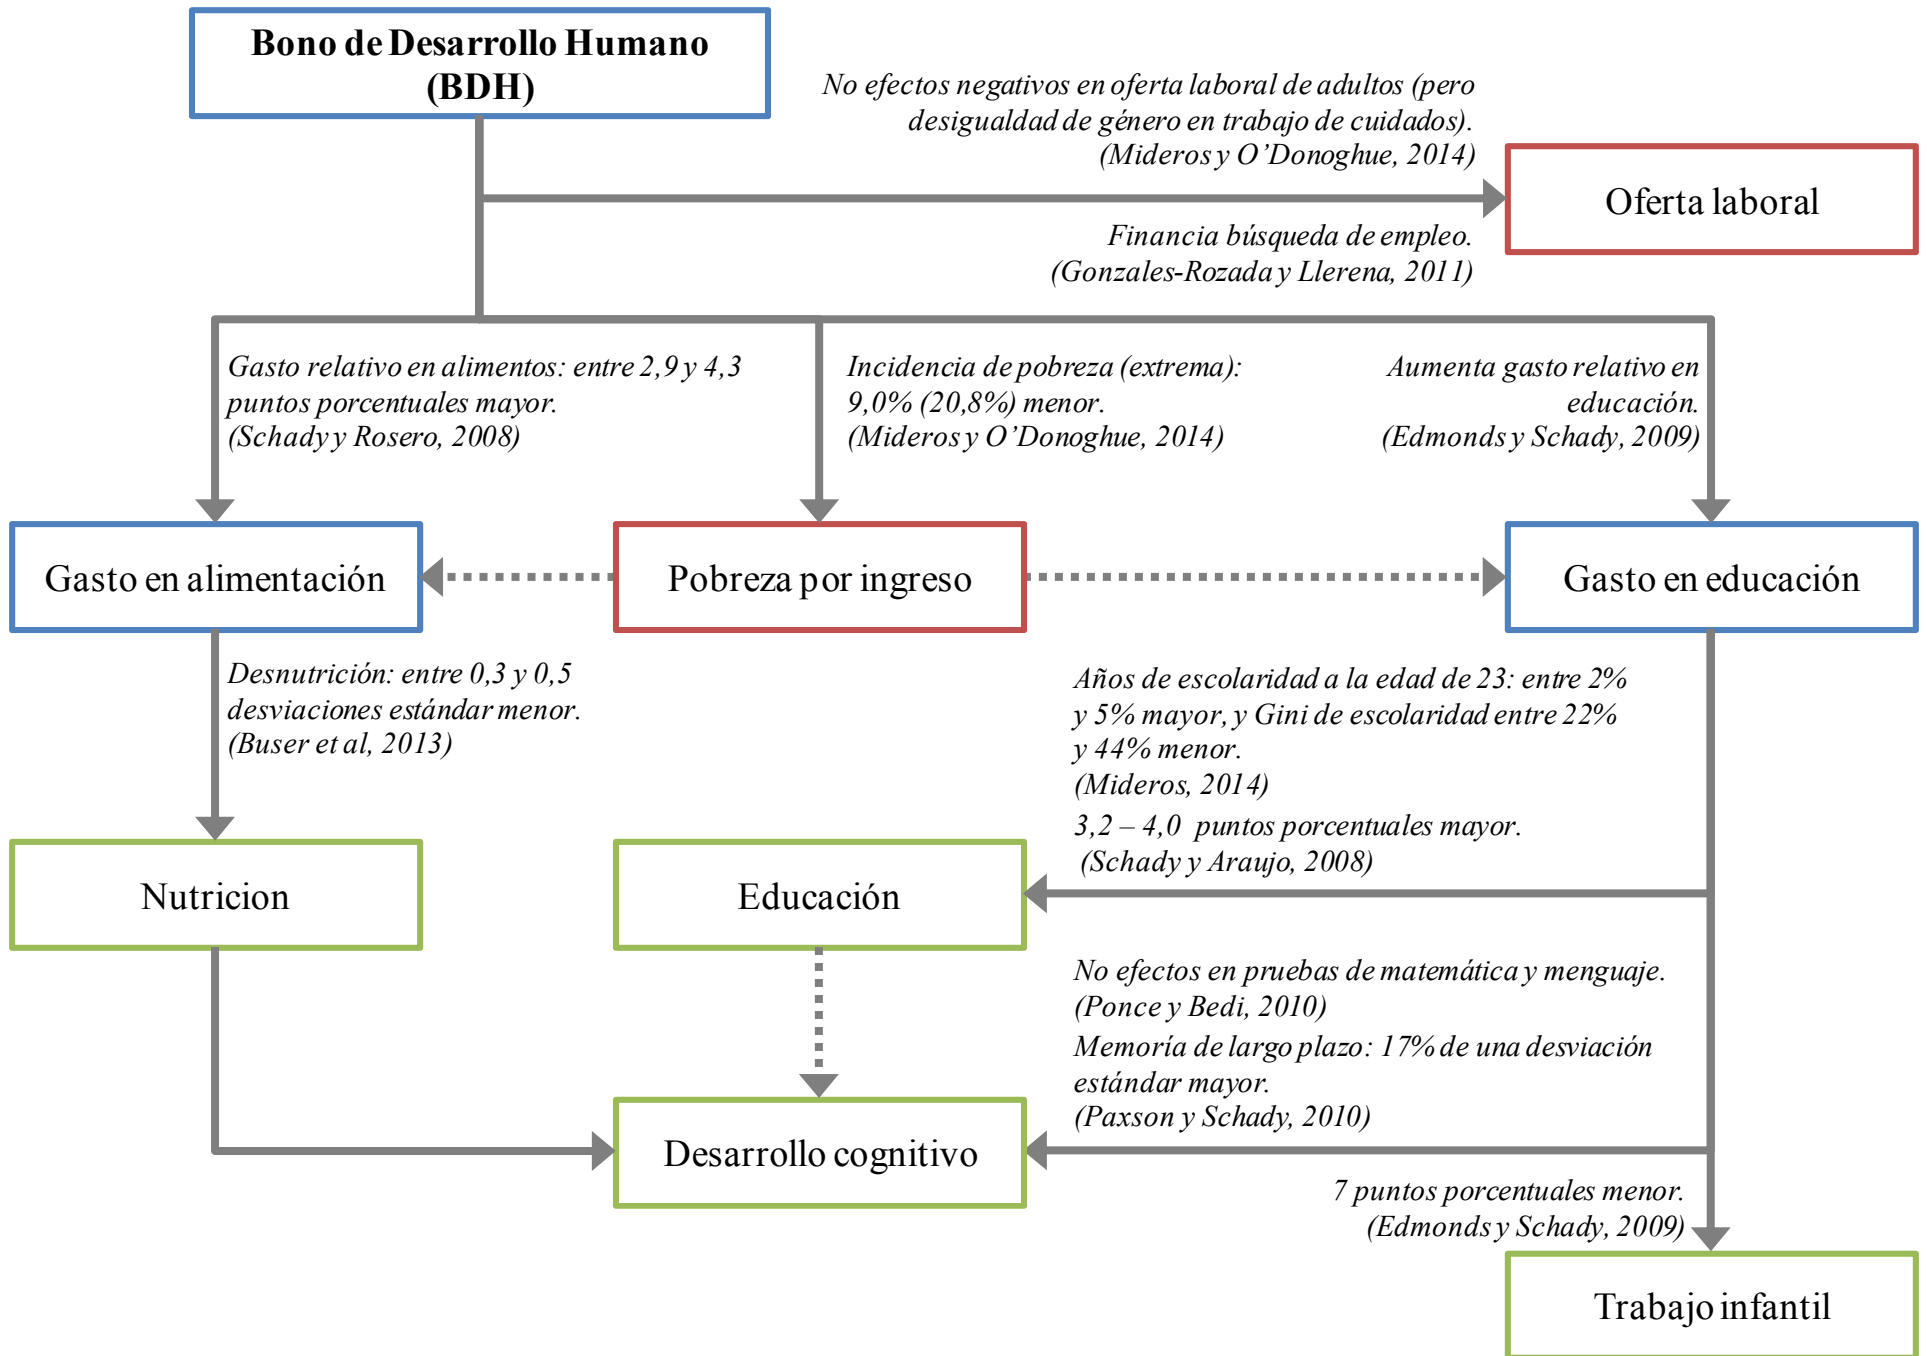 Bono de Desarrollo Humano
(BDH)
No efectos negativos en oferta laboral de adultos (pero
desigualdad de género en trabajo de cuidados).
(Mideros y O’Donoghue, 2014)
Oferta laboral
Financia búsqueda de empleo.
(Gonzales-Rozada y Llerena, 2011)
Gasto relativo en alimentos: entre 2,9 y 4,3
puntos porcentuales mayor.
(Schady y Rosero, 2008)
Incidencia de pobreza (extrema):
9,0% (20,8%) menor.
(Mideros y O’Donoghue, 2014)
Aumenta gasto relativo en
educación.
(Edmonds y Schady, 2009)
Gasto en alimentación
Pobreza por ingreso
Gasto en educación
Desnutrición: entre 0,3 y 0,5
desviaciones estándar menor.
(Buser et al, 2013)
Años de escolaridad a la edad de 23: entre 2%
y 5% mayor, y Gini de escolaridad entre 22%
y 44% menor.
(Mideros, 2014)
3,2 – 4,0 puntos porcentuales mayor.
(Schady y Araujo, 2008)
Nutricion
Educación
No efectos en pruebas de matemática y menguaje.
(Ponce y Bedi, 2010)
Memoría de largo plazo: 17% de una desviación
estándar mayor.
(Paxson y Schady, 2010)
Desarrollo cognitivo
7 puntos porcentuales menor.
(Edmonds y Schady, 2009)
Trabajo infantil